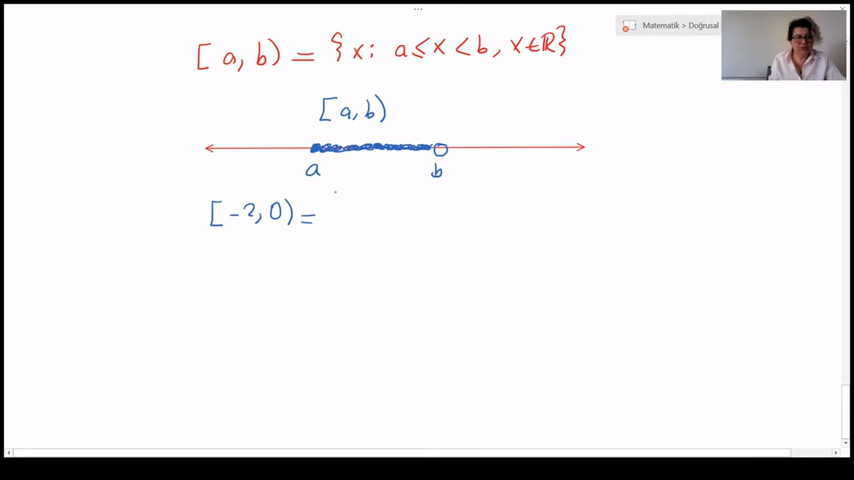 Matematik > Doğrusal
[a, b) = {x: a ≤ x < b, x ∈ ℝ}
[a, b)
a b
[-2, 0) =